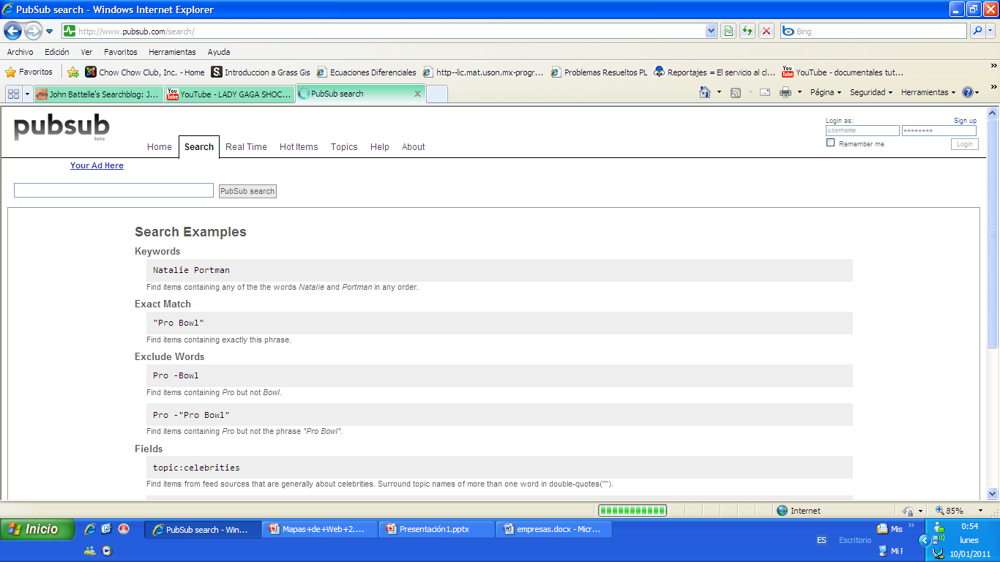 PubSub search - Windows Internet Explorer
http://www.pubsub.com/search/
Bing
Archivo Edición Ver Favoritos Herramientas Ayuda
Favoritos Chow Chow Club, Inc. - Home Introduccion a Grass Gis Ecuaciones Diferenciales http--lic.mat.uson.mx-progr... Problemas Resueltos PL Reportajes = El servicio al cl... YouTube - documentales tut...
John Battelle's Searchblog: J... YouTube - LADY GAGA SHOC... PubSub search Página Seguridad Herramientas
pubsub
beta
Login as: Sign up
username
Remember me Login
Home Search Real Time Hot Items Topics Help About
Your Ad Here
PubSub search
Search Examples
Keywords
Natalie Portman
Find items containing any of the the words Natalie and Portman in any order.
Exact Match
"Pro Bowl"
Find items containing exactly this phrase.
Exclude Words
Pro -Bowl
Find items containing Pro but not Bowl.
Pro -"Pro Bowl"
Find items containing Pro but not the phrase "Pro Bowl".
Fields
topic:celebrities
Find items from feed sources that are generally about celebrities. Surround topic names of more than one word in double-quotes("").
Internet 85%
Inicio PubSub search - Win... Mapas+de+Web+2.... Presentación1.pptx empresas.docx - Micr... Mis 0:54
ES Escritorio lunes
Mi 10/01/2011